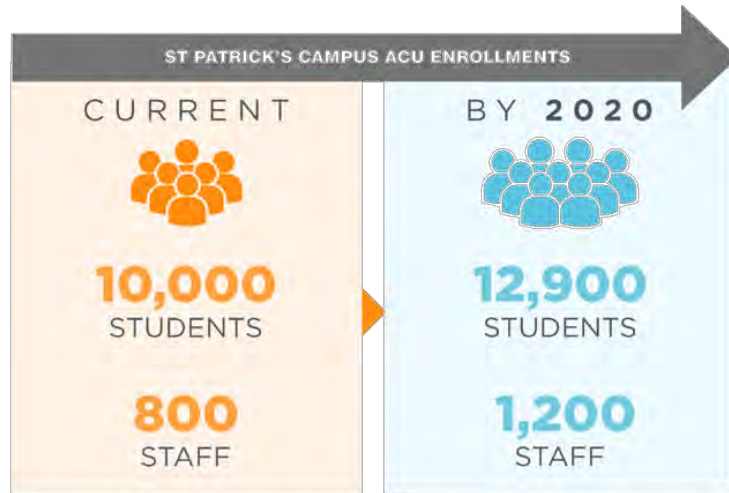 ST PATRICK'S CAMPUS ACU ENROLLMENTS
CURRENT
10,000
STUDENTS
800
STAFF
BY 2020
12,900
STUDENTS
1,200
STAFF